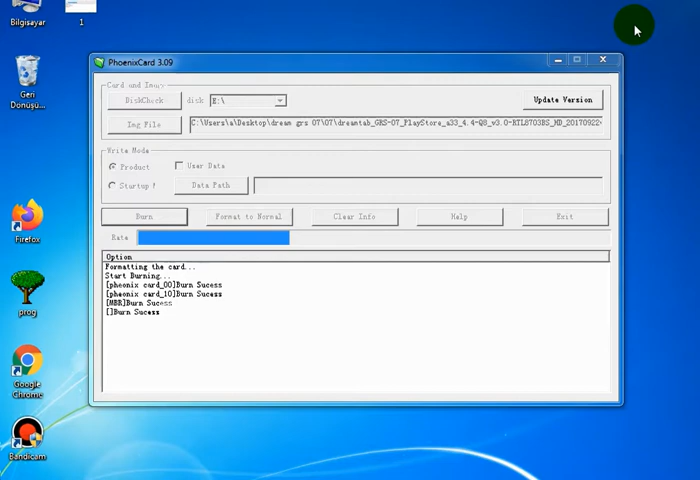 Bilgisayar
1
Geri
Dönüşü...
Firefox
prog
Google
Chrome
Bandicam
PhoenixCard 3.09
Card and Image
DiskCheck
disk
E:\
Update Version
Img File
C:\Users\a\Desktop\dream grs 07\07\dreamtab_GRS-07_PlayStore_a33_4.4-Q8_v3.0-RTL8703BS_MD_20170922
Write Mode
Product
User Data
Startup
Data Path
Burn
Format to Normal
Clear Info
Help
Exit
Rate
Option
Formatting the card...
Start Burning...
[pheonix card_00]Burn Sucess
[pheonix card_10]Burn Sucess
[MBR]Burn Sucess
[]Burn Sucess